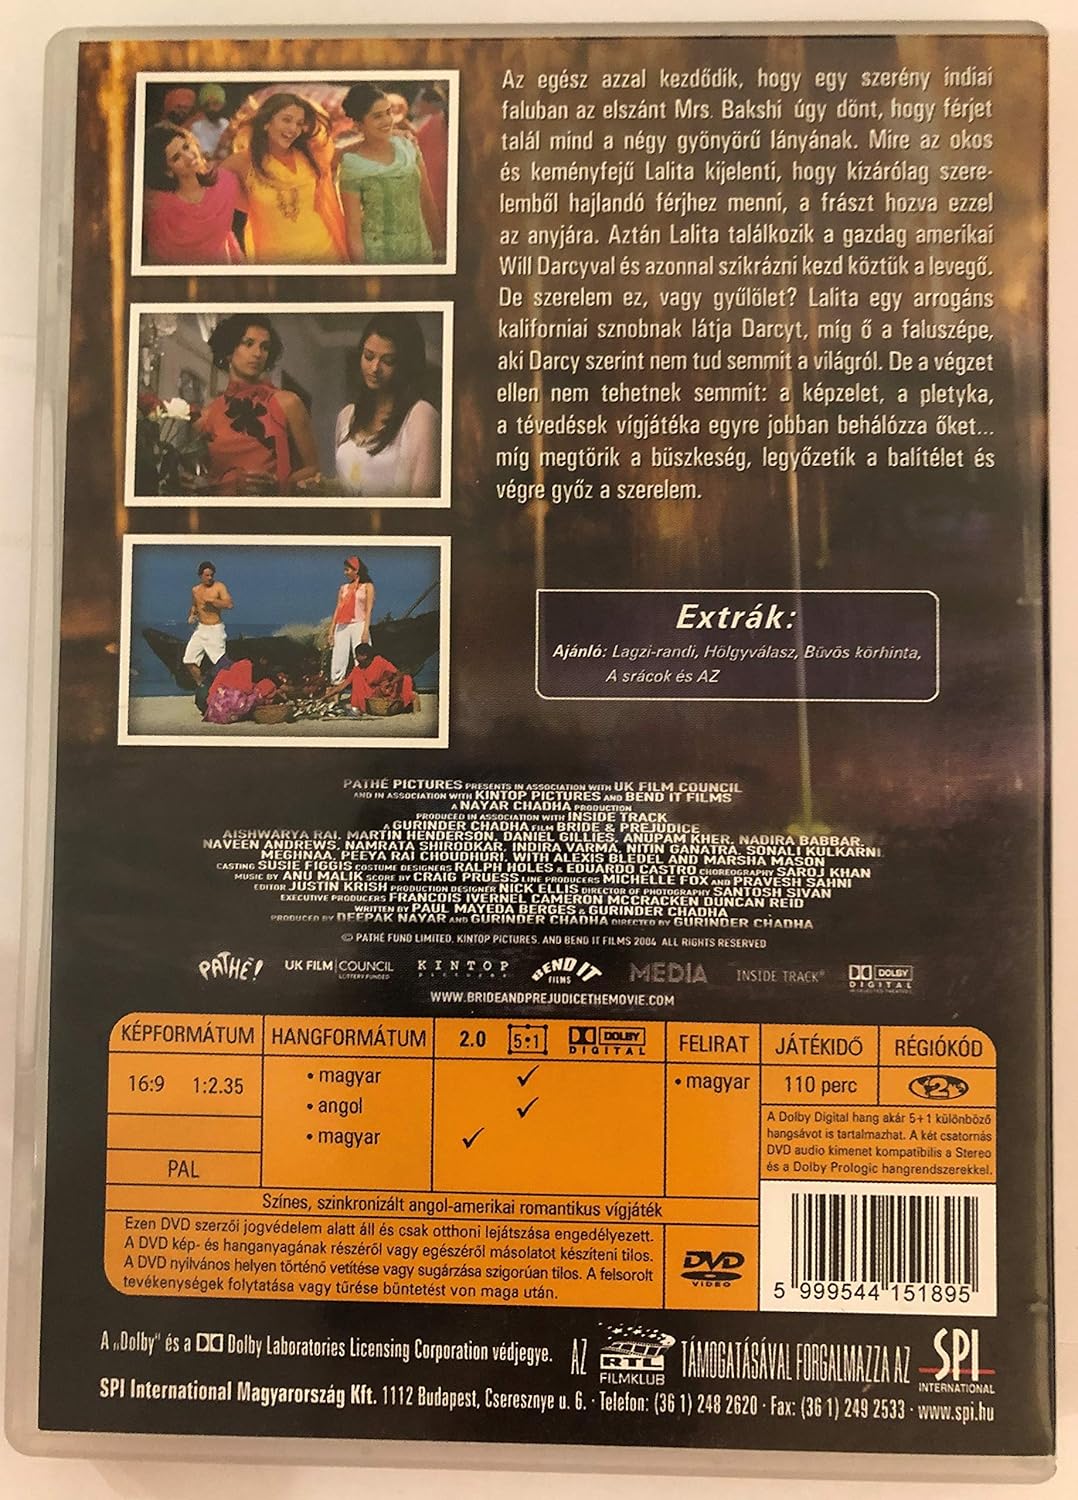 Az egész azzal kezdődik, hogy egy szerény indiai
faluban az elszánt Mrs. Bakshi úgy dönt, hogy férjet
talál mind a négy gyönyörű lányának. Mire az okos
és keményfejű Lalita kijelenti, hogy kizárólag szere-
lemből hajlandó férjhez menni, a frászt hozva ezzel
az anyjára. Aztán Lalita találkozik a gazdag amerikai
Will Darcyval és azonnal szikrázni kezd köztük a levegő.
De szerelem ez, vagy gyűlölet? Lalita egy arrogáns
kaliforniai sznobnak látja Darcyt, míg ő a faluszépe,
aki Darcy szerint nem tud semmit a világról. De a végzet
ellen nem tehetnek semmit: a képzelet, a pletyka,
a tévedések vígjátéka egyre jobban behálózza őket...
míg megtörik a büszkeség, legyőzetik a balítélet és
végre győz a szerelem.
Extrák:
Ajánló: Lagzi-randi, Hölgyválasz, Bűvös körhinta,
A srácok és AZ
PATHÉ PICTURES PRESENTS IN ASSOCIATION WITH UK FILM COUNCIL
AND IN ASSOCIATION WITH KINTOP PICTURES AND BEND IT FILMS
A NAYAR CHADHA PRODUCTION
PRODUCED IN ASSOCIATION WITH INSIDE TRACK
A GURINDER CHADHA FILM BRIDE & PREJUDICE
AISHWARYA RAI, MARTIN HENDERSON, DANIEL GILLIES, ANUPAM KHER, NADIRA BABBAR,
NAVEEN ANDREWS, NAMRATA SHIRODKAR, INDIRA VARMA, NITIN GANATRA, SONALI KULKARNI,
MEGHNAA, PEEYA RAI CHOUDHURI, WITH ALEXIS BLEDEL AND MARSHA MASON
CASTING SUSIE FIGGIS COSTUME DESIGNERS RALPH HOLES & EDUARDO CASTRO CHOREOGRAPHY SAROJ KHAN
MUSIC BY ANU MALIK SCORE BY CRAIG PRUESS LINE PRODUCERS MICHELLE FOX AND PRAVESH SAHNI
EDITOR JUSTIN KRISH PRODUCTION DESIGNER NICK ELLIS DIRECTOR OF PHOTOGRAPHY SANTOSH SIVAN
EXECUTIVE PRODUCERS FRANCOIS IVERNEL CAMERON MCCRACKEN DUNCAN REID
WRITTEN BY PAUL MAYEDA BERGES & GURINDER CHADHA
PRODUCED BY DEEPAK NAYAR AND GURINDER CHADHA DIRECTED BY GURINDER CHADHA
© PATHÉ FUND LIMITED, KINTOP PICTURES, AND BEND IT FILMS 2004 ALL RIGHTS RESERVED
PATHÉ! UK FILM COUNCIL LOTTERY FUNDED KINTOP PICTURES BEND IT FILMS MEDIA INSIDE TRACK® DOLBY DIGITAL
WWW.BRIDEANDPREJUDICETHEMOVIE.COM
KÉPFORMÁTUM HANGFORMÁTUM 2.0 5•1 DOLBY DIGITAL FELIRAT JÁTÉKIDŐ RÉGIÓKÓD
16:9 1:2.35 • magyar ✓ • magyar 110 perc 2
• angol ✓
• magyar ✓
PAL
A Dolby Digital hang akár 5+1 különböző
hangsávot is tartalmazhat. A két csatornás
DVD audio kimenet kompatibilis a Stereo
és a Dolby Prologic hangrendszerekkel.
Színes, szinkronizált angol-amerikai romantikus vígjáték
Ezen DVD szerzői jogvédelem alatt áll és csak otthoni lejátszása engedélyezett.
A DVD kép- és hanganyagának részéről vagy egészéről másolatot készíteni tilos.
A DVD nyilvános helyen történő vetítése vagy sugárzása szigorúan tilos. A felsorolt
tevékenységek folytatása vagy tűrése büntetést von maga után.
DVD VIDEO
5 999544 151895
A „Dolby" és a DD Dolby Laboratories Licensing Corporation védjegye.
AZ RTL FILMKLUB TÁMOGATÁSÁVAL FORGALMAZZA AZ SPI INTERNATIONAL
SPI International Magyarország Kft. 1112 Budapest, Cseresznye u. 6. · Telefon: (36 1) 248 2620 · Fax: (36 1) 249 2533 · www.spi.hu